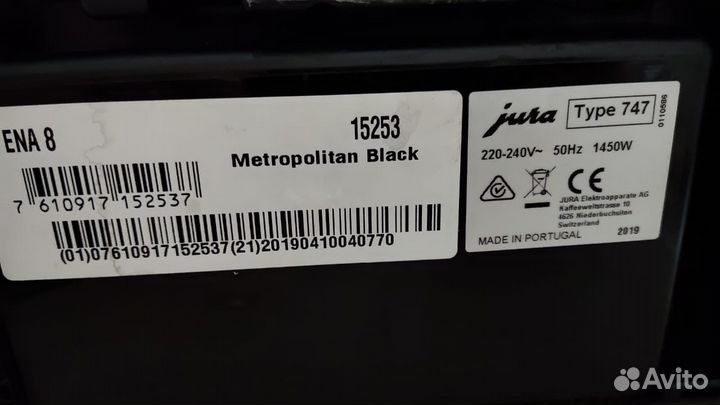 ENA 8
15253
Metropolitan Black
7 610917 152537
(01)07610917152537(21)20190410040770
jura
Type 747
0110586
220-240V~ 50Hz 1450W
CE
JURA Elektroapparate AG
Kaffeeweltstrasse 10
4626 Niederbuchsiten
Switzerland
MADE IN PORTUGAL
2019
Avito